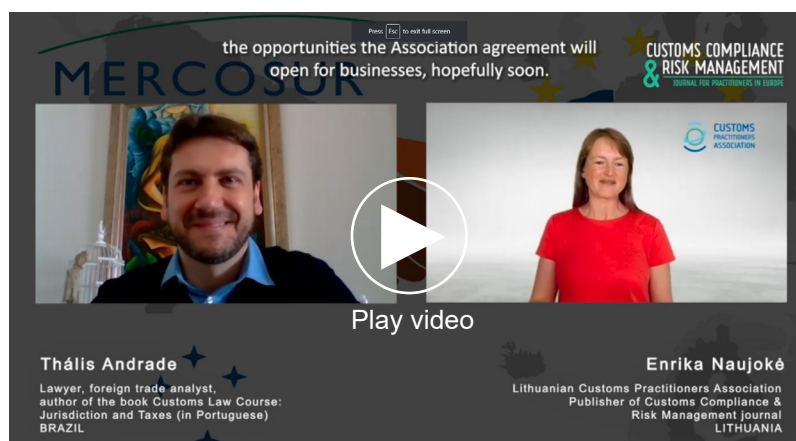 Press Esc to exit full screen
the opportunities the Association agreement will
open for businesses, hopefully soon.
MERCOSUR
CUSTOMS COMPLIANCE
& RISK MANAGEMENT
JOURNAL FOR PRACTITIONERS IN EUROPE
CUSTOMS
PRACTITIONERS
ASSOCIATION
Play video
Thális Andrade
Lawyer, foreign trade analyst,
author of the book Customs Law Course:
Jurisdiction and Taxes (in Portuguese)
BRAZIL
Enrika Naujokė
Lithuanian Customs Practitioners Association
Publisher of Customs Compliance &
Risk Management journal
LITHUANIA